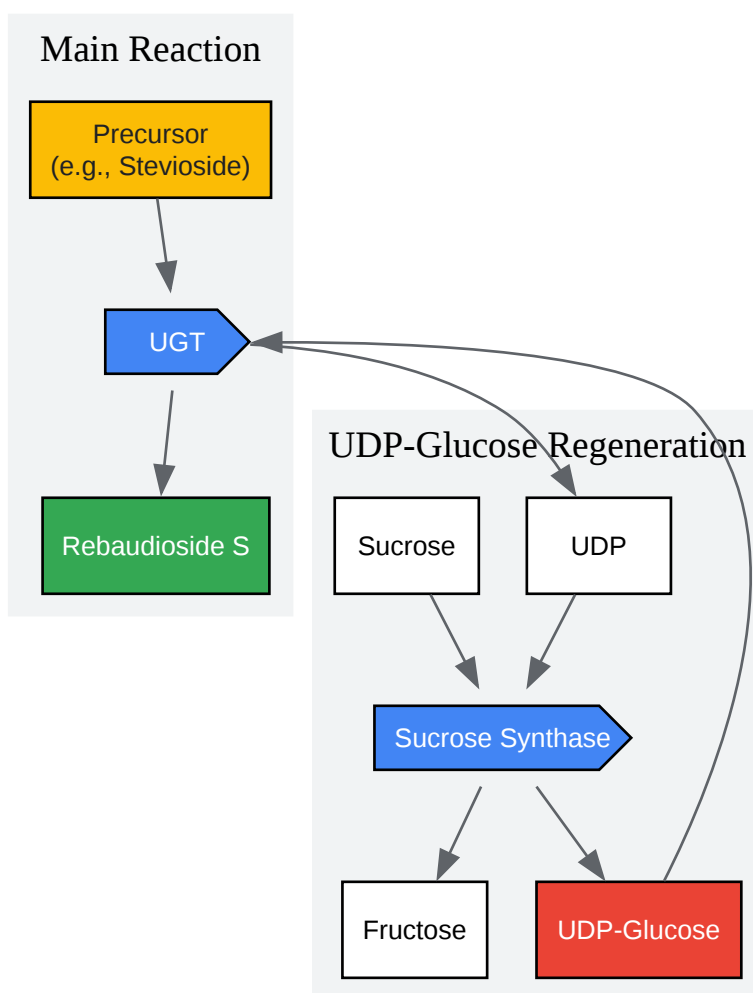 Main Reaction
Precursor
(e.g., Stevioside)
UGT
Rebaudioside S
UDP-Glucose Regeneration
Sucrose
UDP
Sucrose Synthase
Fructose
UDP-Glucose